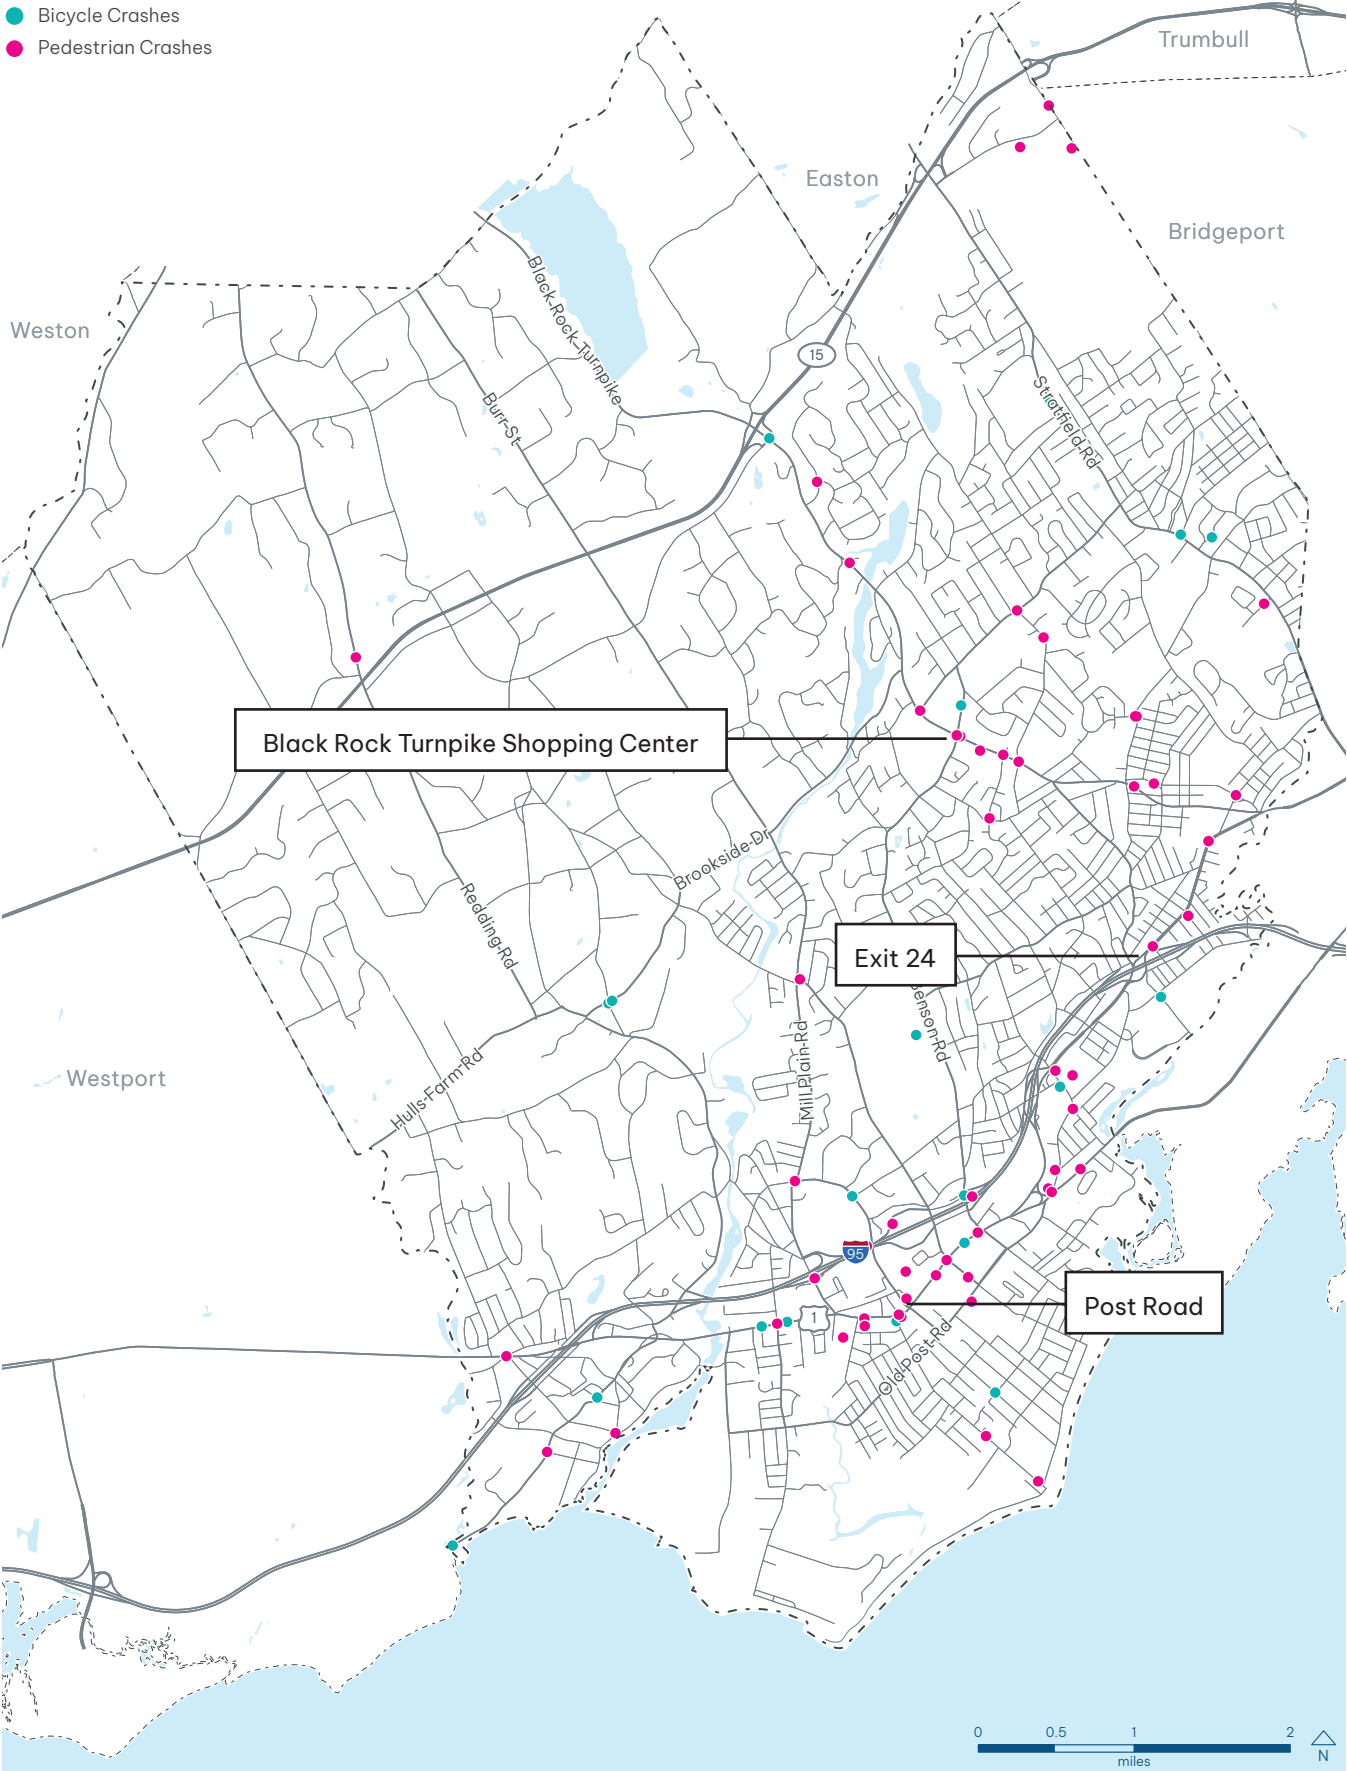 Bicycle Crashes
Pedestrian Crashes
Trumbull
Easton
Bridgeport
Weston
Black Rock Turnpike
15
Burr St
Stratfield Rd
Black Rock Turnpike Shopping Center
Brookside Dr
Redding Rd
Exit 24
Benson Rd
Mill Plain Rd
Hulls Farm Rd
Westport
95
1
Post Road
Old Post Rd
0 0.5 1 2
miles
N